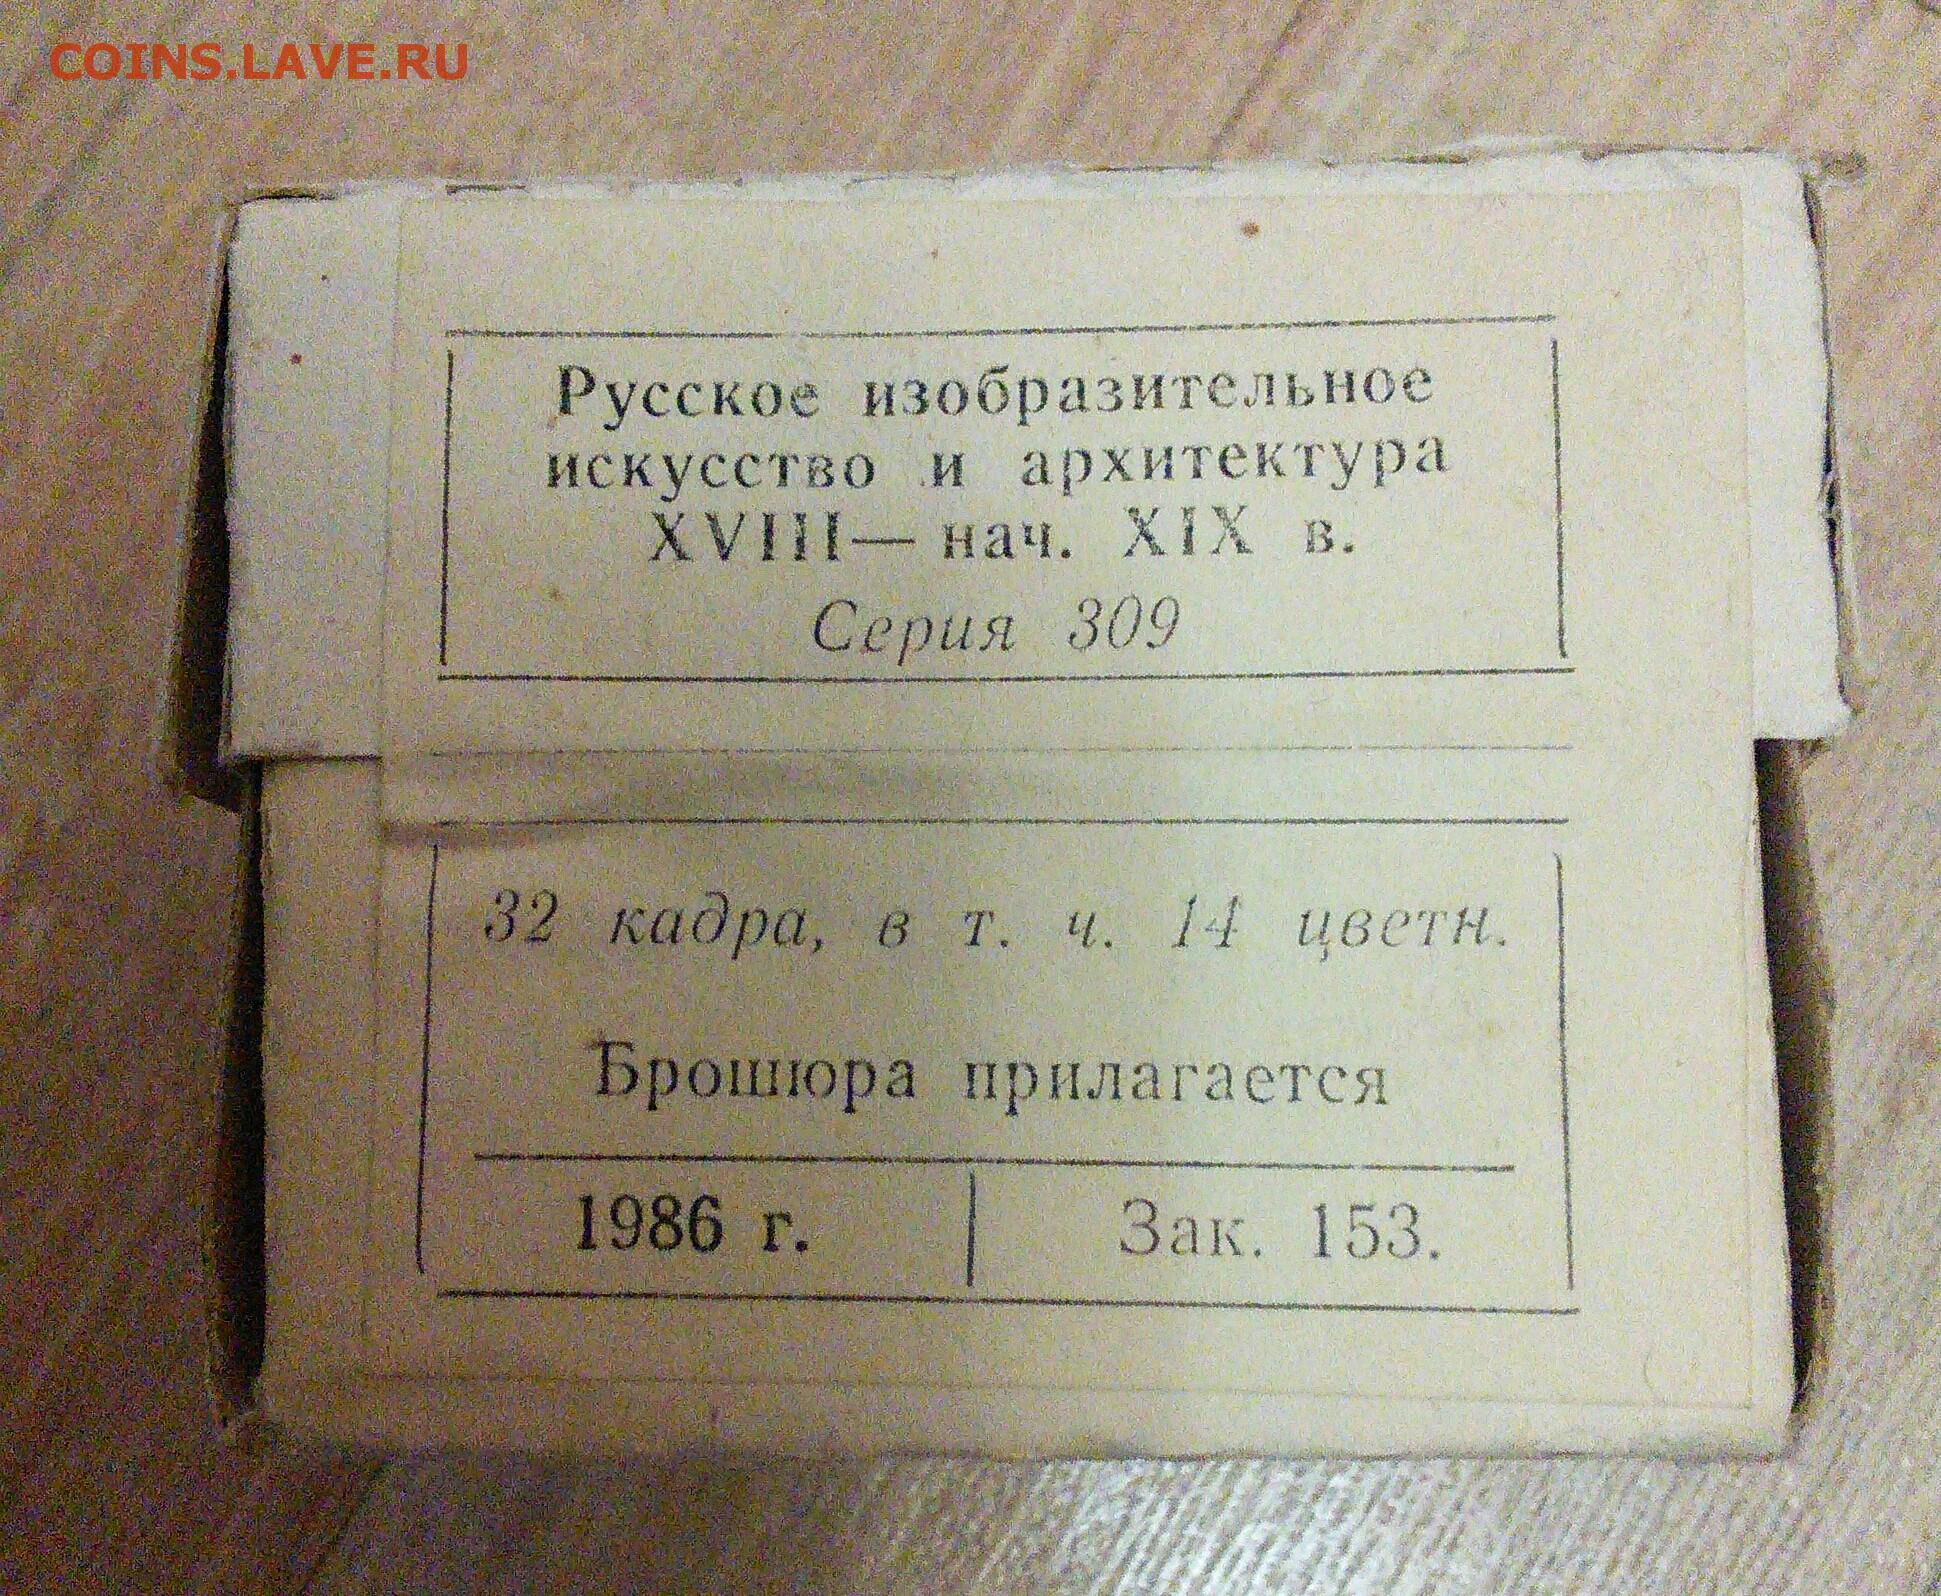 COINS.LAVE.RU
Русское изобразительное
искусство и архитектура
XVIII— нач. XIX в.
Серия 309
32 кадра, в т. ч. 14 цветн.
Брошюра прилагается
1986 г.
Зак. 153.